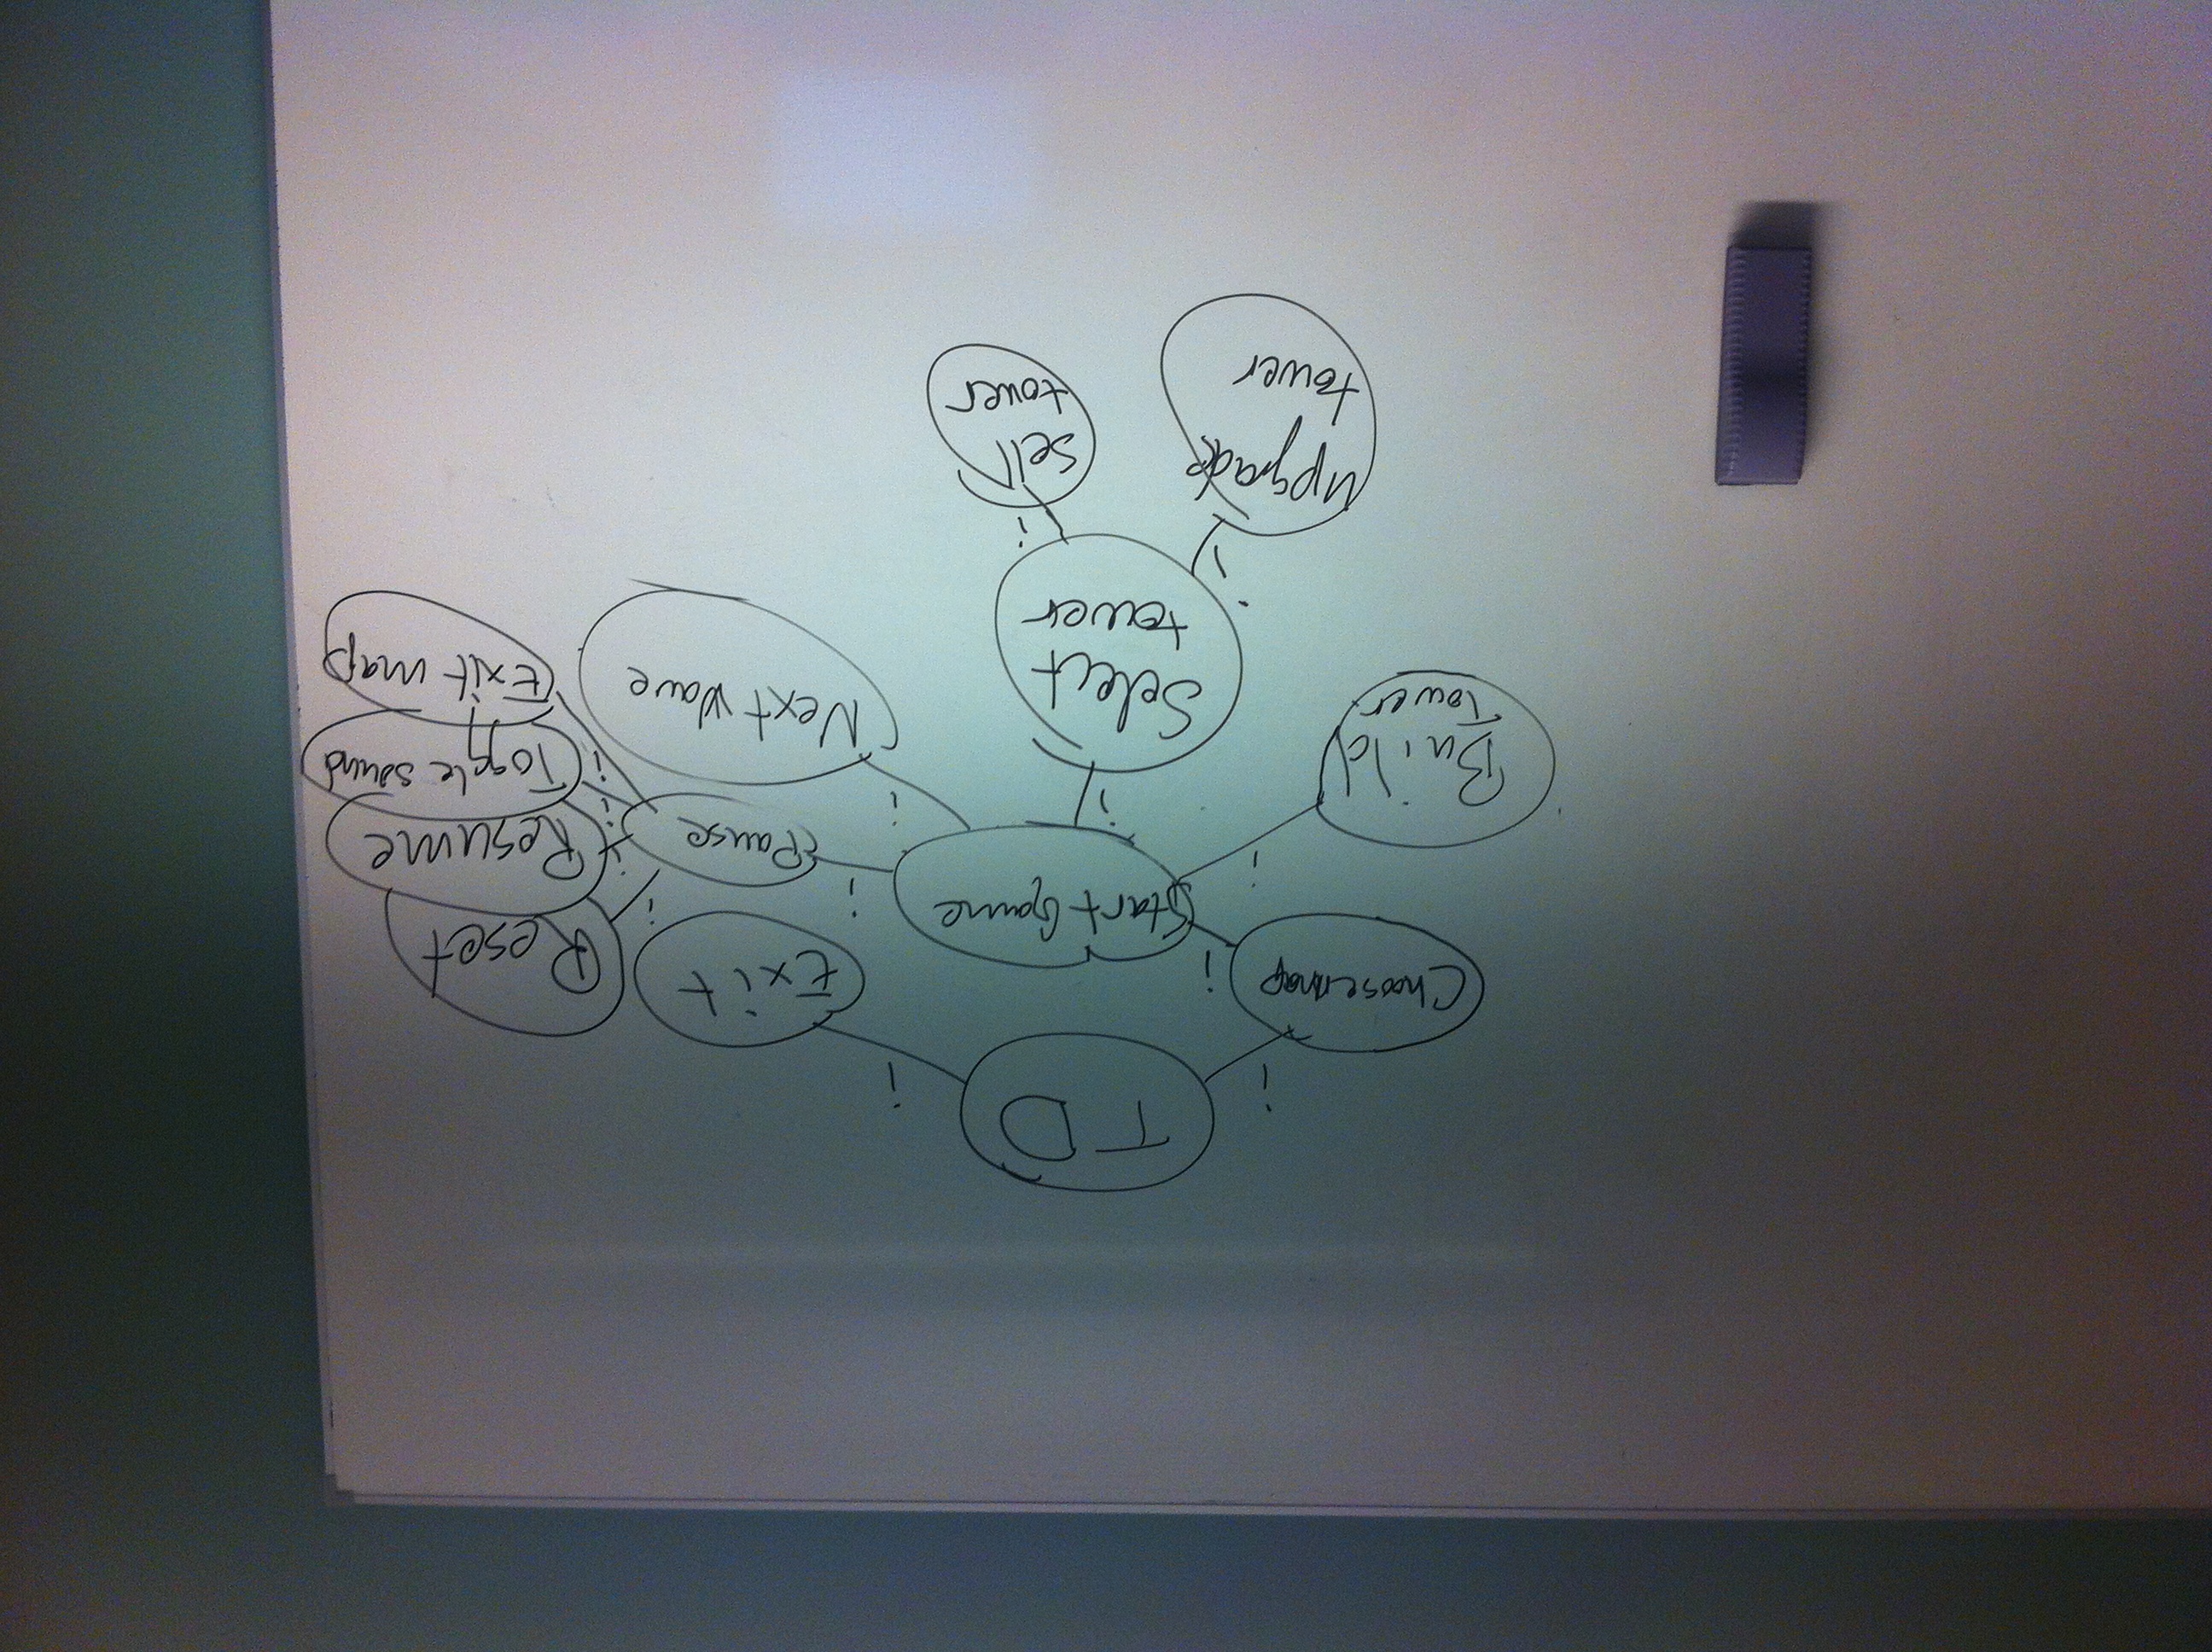 TD
i
i
Choosemap
i
Exit
Start Game
Reset
i
i
i
Pause
i
Resume
Build
Tower
i
i
i
Toggle sound
i
Select
tower
Next Wave
Exit map
i
i
Upgrade
tower
Sell
tower